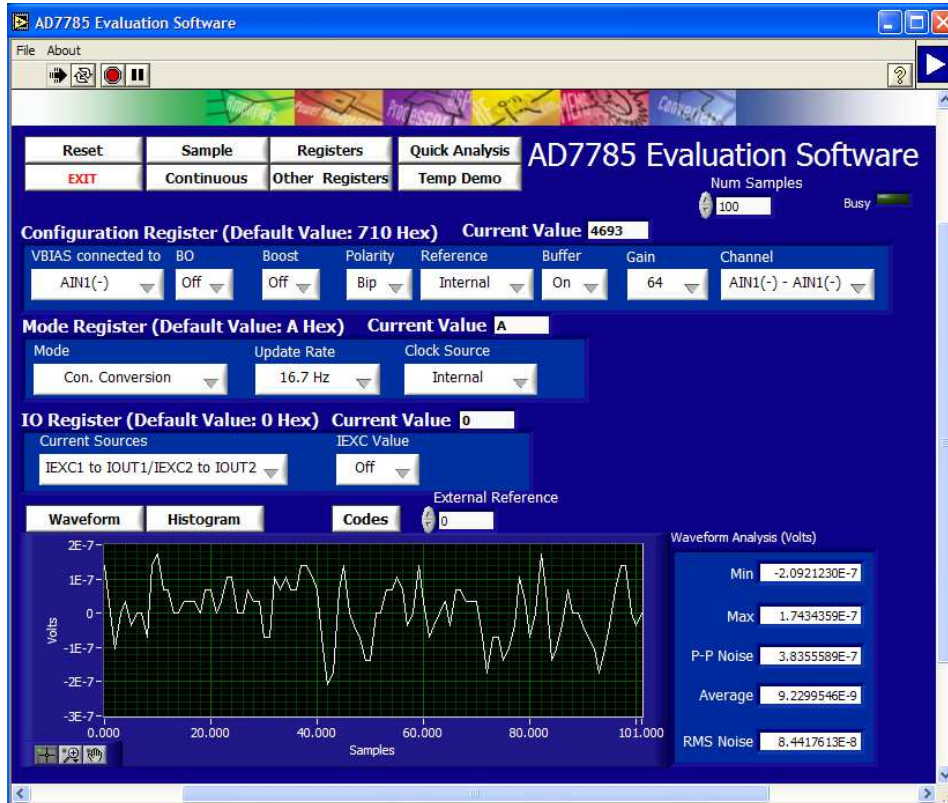 AD7785 Evaluation Software
File About
Amplifiers Power Management Processors DSP MEMS Converters
Reset Sample Registers Quick Analysis
AD7785 Evaluation Software
EXIT Continuous Other Registers Temp Demo
Num Samples
100
Busy
Configuration Register (Default Value: 710 Hex) Current Value 4693
VBIAS connected to BO Boost Polarity Reference Buffer Gain Channel
AIN1(-) Off Off Bip Internal On 64 AIN1(-) - AIN1(-)
Mode Register (Default Value: A Hex) Current Value A
Mode Update Rate Clock Source
Con. Conversion 16.7 Hz Internal
IO Register (Default Value: 0 Hex) Current Value 0
Current Sources IEXC Value
IEXC1 to IOUT1/IEXC2 to IOUT2 Off
External Reference
Waveform Histogram Codes 0
Waveform Analysis (Volts)
2E-7
1E-7
0
-1E-7
-2E-7
-3E-7
Volts
0.000 20.000 40.000 60.000 80.000 101.000
Samples
Min -2.0921230E-7
Max 1.7434359E-7
P-P Noise 3.8355589E-7
Average 9.2299546E-9
RMS Noise 8.4417613E-8